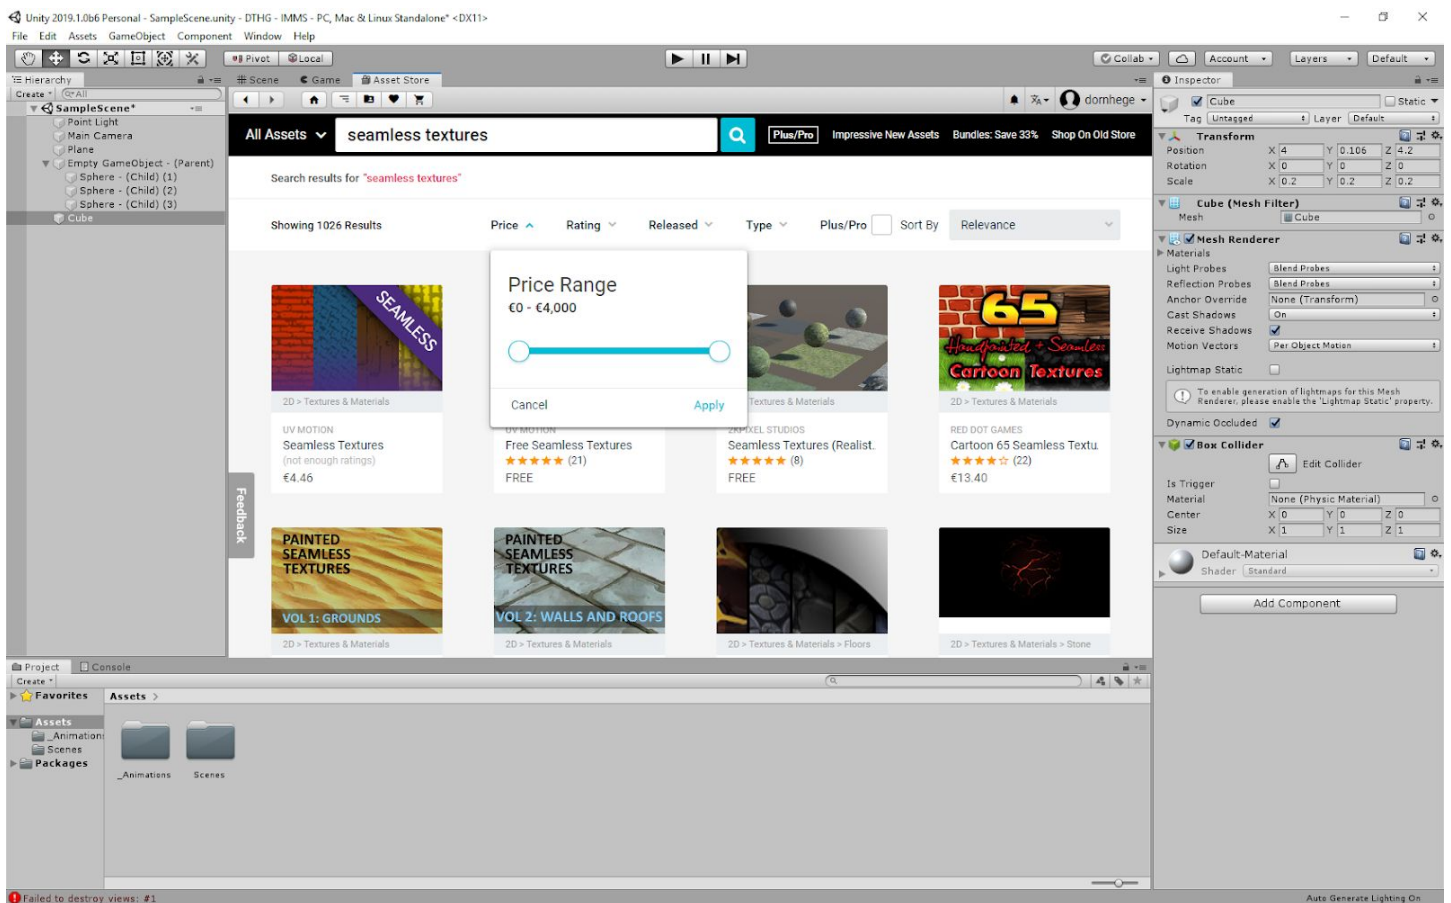 Unity 2019.1.0b6 Personal - SampleScene.unity - DTHG - IMMS - PC, Mac & Linux Standalone* <DX11>
File Edit Assets GameObject Component Window Help
Pivot Local Collab Account Layers Default
Hierarchy
Create All
SampleScene*
Point Light
Main Camera
Plane
Empty GameObject - (Parent)
Sphere - (Child) (1)
Sphere - (Child) (2)
Sphere - (Child) (3)
Cube
Scene Game Asset Store
dornhege
All Assets seamless textures Plus/Pro Impressive New Assets Bundles: Save 33% Shop On Old Store
Search results for "seamless textures"
Showing 1026 Results Price Rating Released Type Plus/Pro Sort By Relevance
Price Range
€0 - €4,000
Cancel Apply
SEAMLESS
2D > Textures & Materials
UV MOTION
Seamless Textures
(not enough ratings)
€4.46
UV MOTION
Free Seamless Textures
(21)
FREE
Textures & Materials
2KPIXEL STUDIOS
Seamless Textures (Realist.
(8)
FREE
65
Handpainted + Seamless
Cartoon Textures
2D > Textures & Materials
RED DOT GAMES
Cartoon 65 Seamless Textu.
(22)
€13.40
Feedback
PAINTED
SEAMLESS
TEXTURES
VOL 1: GROUNDS
2D > Textures & Materials
PAINTED
SEAMLESS
TEXTURES
VOL 2: WALLS AND ROOFS
2D > Textures & Materials
2D > Textures & Materials > Floors
2D > Textures & Materials > Stone
Inspector
Cube Static
Tag Untagged Layer Default
Transform
Position X 4 Y 0.106 Z 4.2
Rotation X 0 Y 0 Z 0
Scale X 0.2 Y 0.2 Z 0.2
Cube (Mesh Filter)
Mesh Cube
Mesh Renderer
Materials
Light Probes Blend Probes
Reflection Probes Blend Probes
Anchor Override None (Transform)
Cast Shadows On
Receive Shadows
Motion Vectors Per Object Motion
Lightmap Static
To enable generation of lightmaps for this Mesh
Renderer, please enable the 'Lightmap Static' property.
Dynamic Occluded
Box Collider
Edit Collider
Is Trigger
Material None (Physic Material)
Center X 0 Y 0 Z 0
Size X 1 Y 1 Z 1
Default-Material
Shader Standard
Add Component
Project Console
Create
Favorites
Assets
_Animation
Scenes
Packages
Assets >
_Animations Scenes
Failed to destroy views: #1
Auto Generate Lighting On